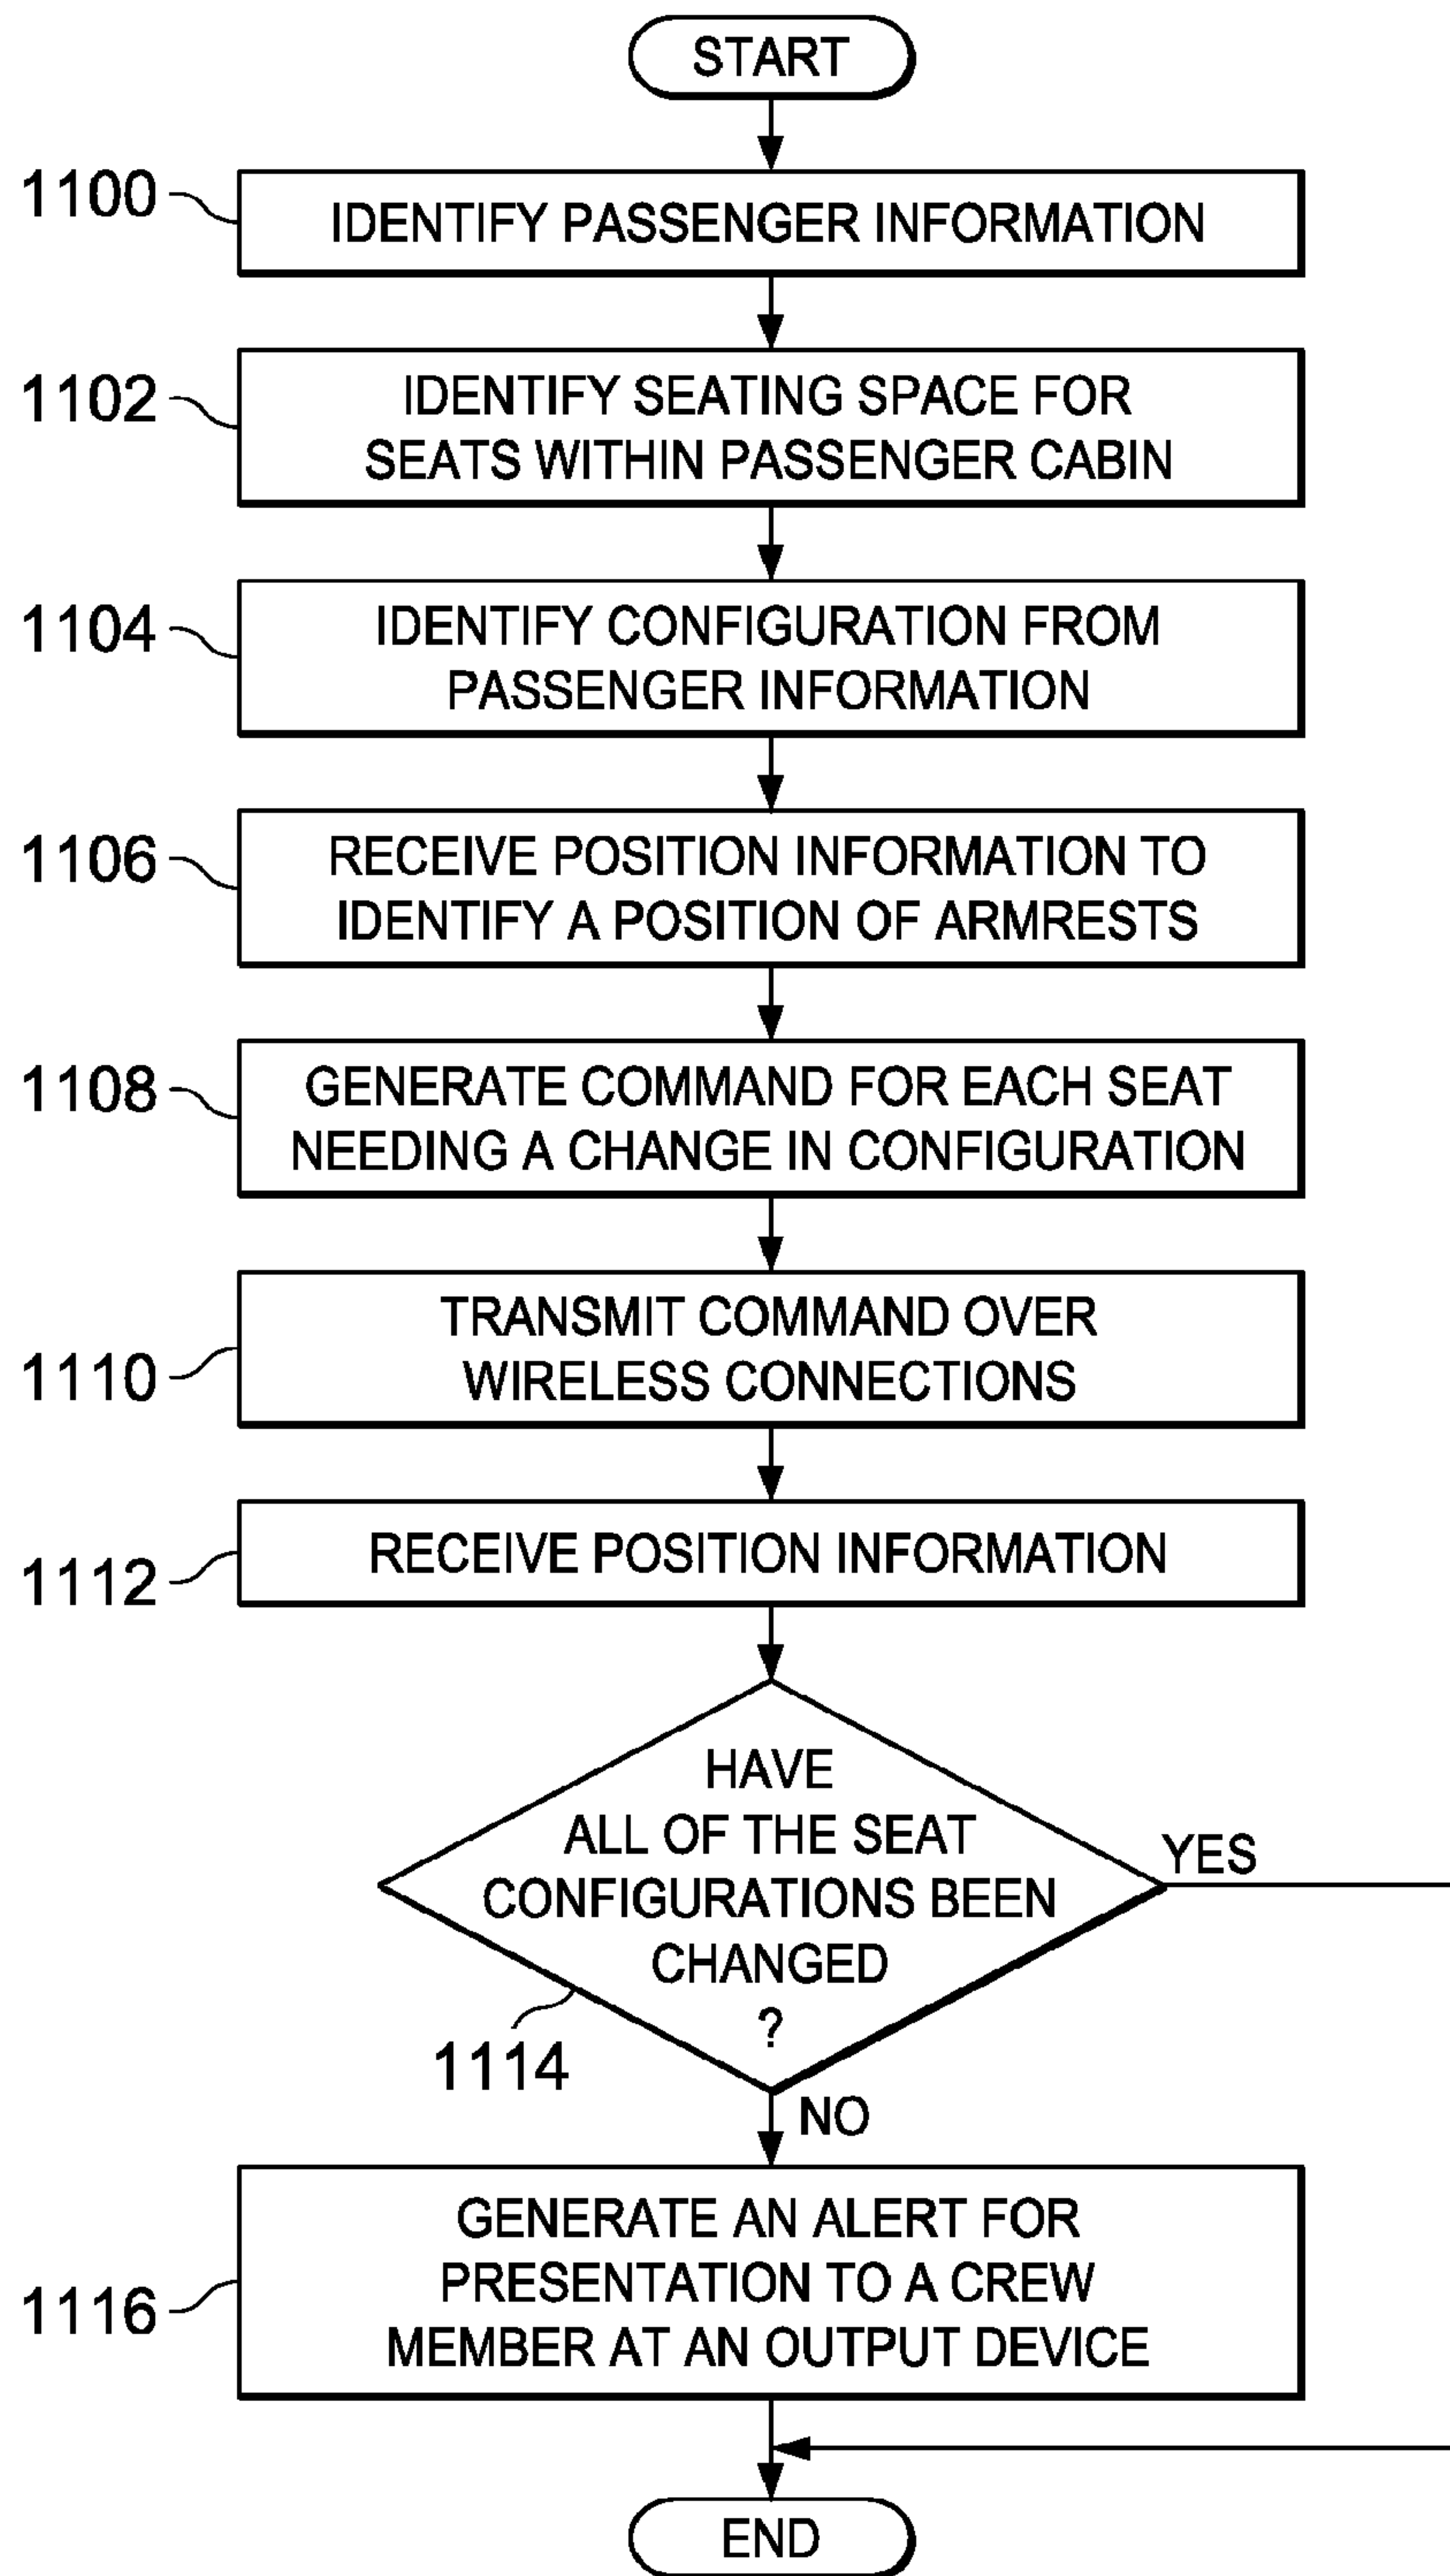 START
1100
IDENTIFY PASSENGER INFORMATION
1102
IDENTIFY SEATING SPACE FOR
SEATS WITHIN PASSENGER CABIN
1104
IDENTIFY CONFIGURATION FROM
PASSENGER INFORMATION
1106
RECEIVE POSITION INFORMATION TO
IDENTIFY A POSITION OF ARMRESTS
1108
GENERATE COMMAND FOR EACH SEAT
NEEDING A CHANGE IN CONFIGURATION
1110
TRANSMIT COMMAND OVER
WIRELESS CONNECTIONS
1112
RECEIVE POSITION INFORMATION
HAVE
ALL OF THE SEAT
CONFIGURATIONS BEEN
CHANGED
?
YES
1114
NO
1116
GENERATE AN ALERT FOR
PRESENTATION TO A CREW
MEMBER AT AN OUTPUT DEVICE
END